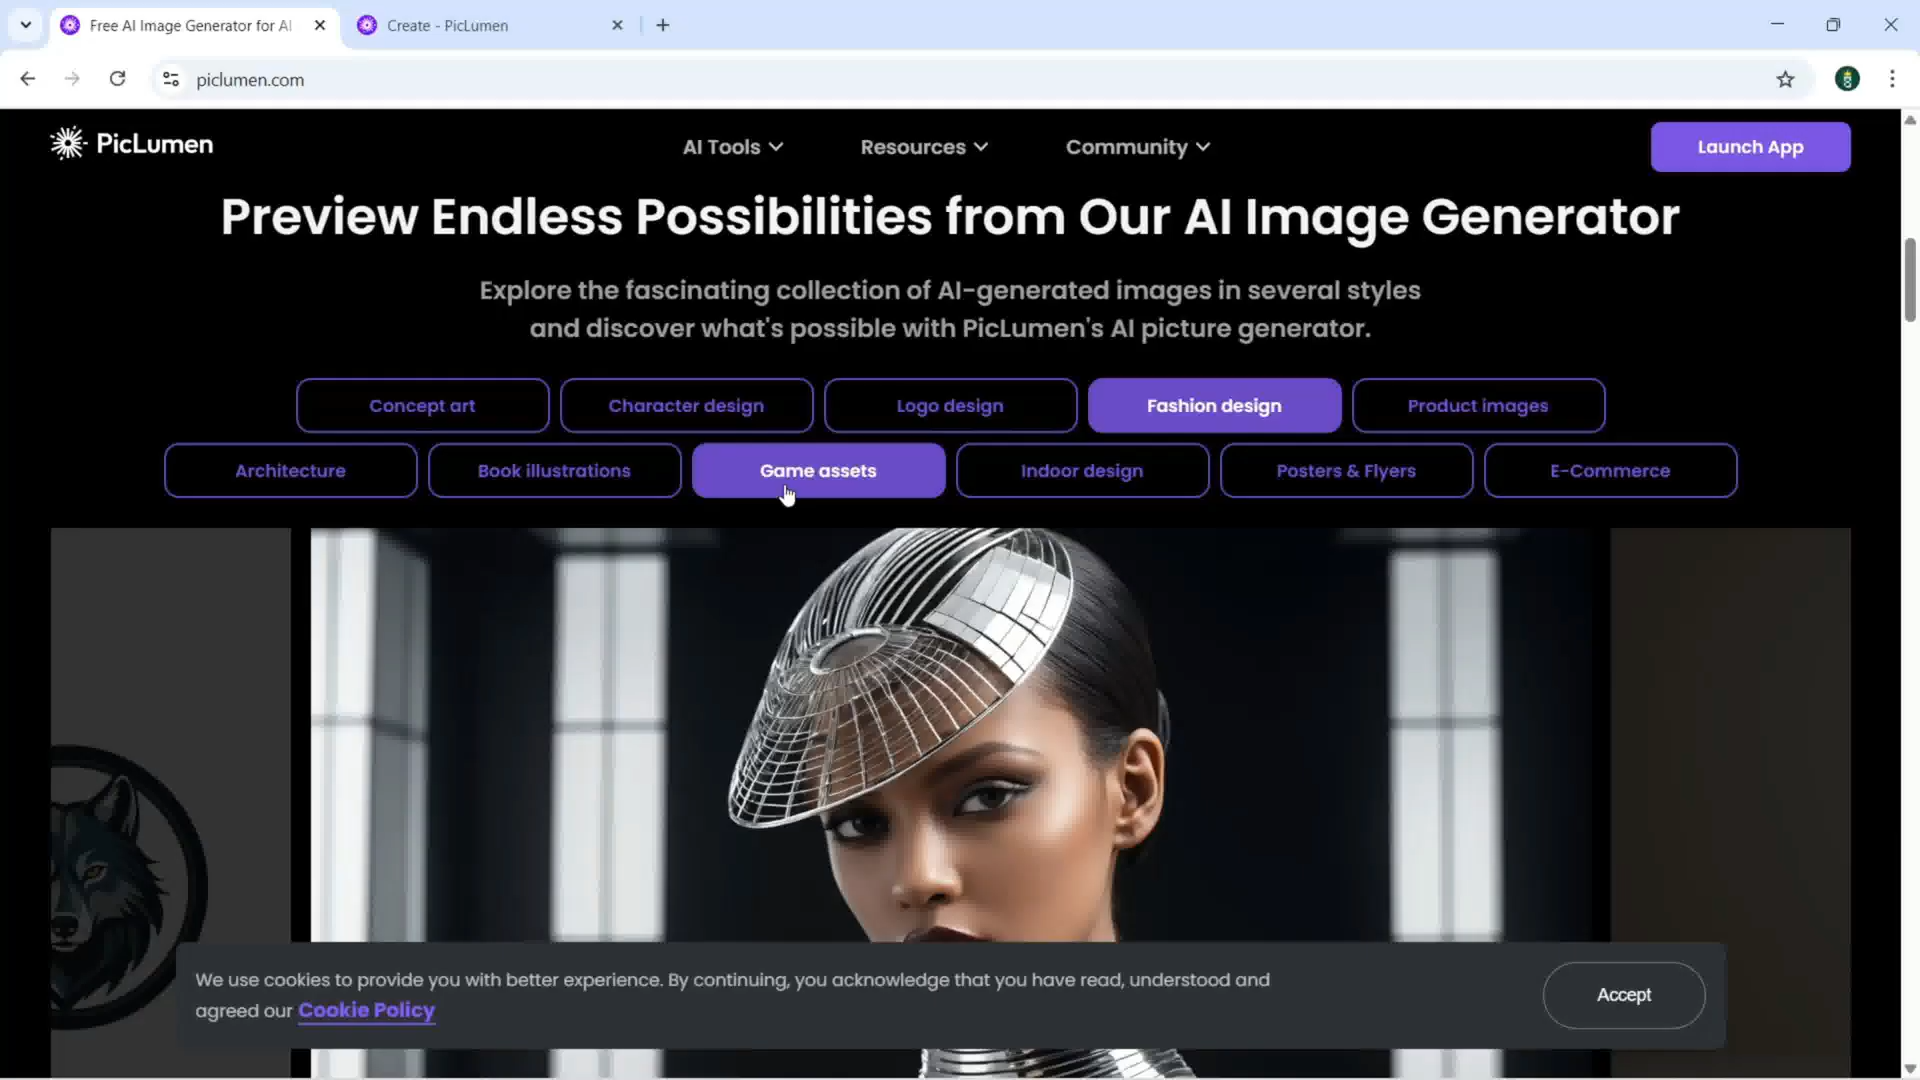 Free AI Image Generator for AI
Create - PicLumen
piclumen.com
PicLumen
AI Tools
Resources
Community
Launch App
Preview Endless Possibilities from Our AI Image Generator
Explore the fascinating collection of AI-generated images in several styles
and discover what's possible with PicLumen's AI picture generator.
Concept art
Character design
Logo design
Fashion design
Product images
Architecture
Book illustrations
Game assets
Indoor design
Posters & Flyers
E-Commerce
We use cookies to provide you with better experience. By continuing, you acknowledge that you have read, understood and
agreed our Cookie Policy
Accept